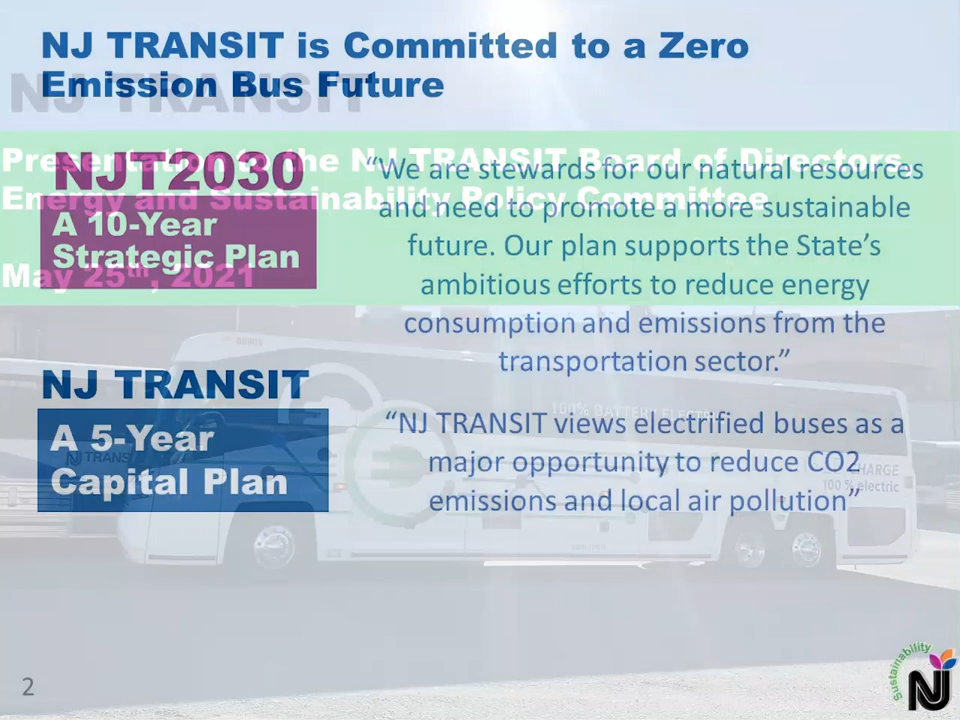 NJ TRANSIT is Committed to a Zero
Emission Bus Future
NJ TRANSIT
Presentation to the NJ TRANSIT Board of Directors
Energy and Sustainability Policy Committee
May 25th, 2021
NJT2030
A 10-Year
Strategic Plan
“We are stewards for our natural resources
and need to promote a more sustainable
future. Our plan supports the State’s
ambitious efforts to reduce energy
consumption and emissions from the
transportation sector.”
NJ TRANSIT
A 5-Year
Capital Plan
“NJ TRANSIT views electrified buses as a
major opportunity to reduce CO2
emissions and local air pollution”
100% BATTERY ELECTRIC
NJ TRANSIT
CHARGE
100% electric
2
Sustainability
NJ